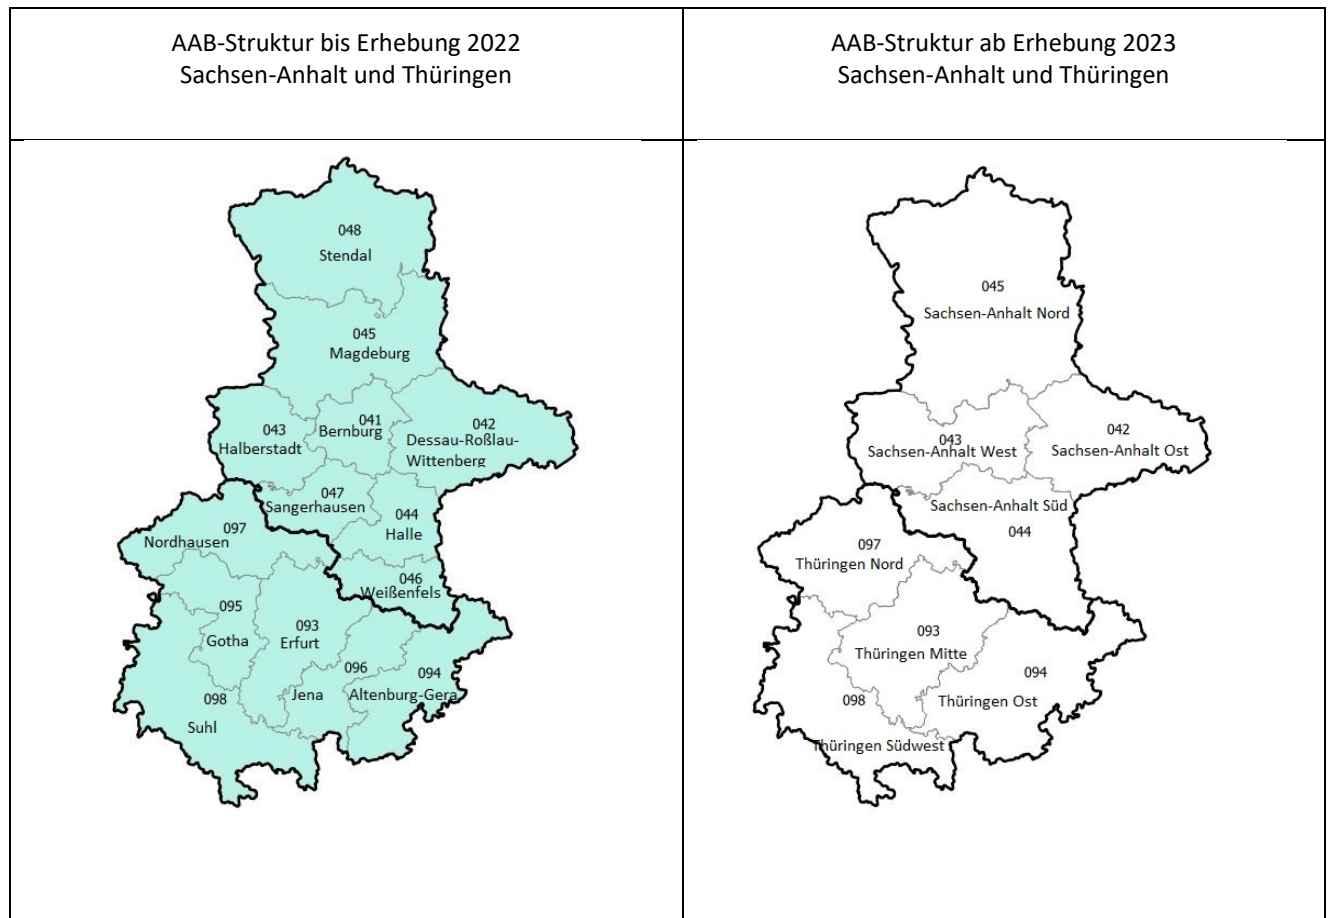 AAB-Struktur bis Erhebung 2022
Sachsen-Anhalt und Thüringen
AAB-Struktur ab Erhebung 2023
Sachsen-Anhalt und Thüringen
048
Stendal
045
Magdeburg
043
Halberstadt
041
Bernburg
042
Dessau-Roßlau-
Wittenberg
047
Sangerhausen
044
Halle
097
Nordhausen
046
Weißenfels
095
Gotha
093
Erfurt
096
Jena
094
Altenburg-Gera
098
Suhl
045
Sachsen-Anhalt Nord
043
Sachsen-Anhalt West
042
Sachsen-Anhalt Ost
Sachsen-Anhalt Süd
044
097
Thüringen Nord
093
Thüringen Mitte
094
Thüringen Ost
098
Thüringen Südwest